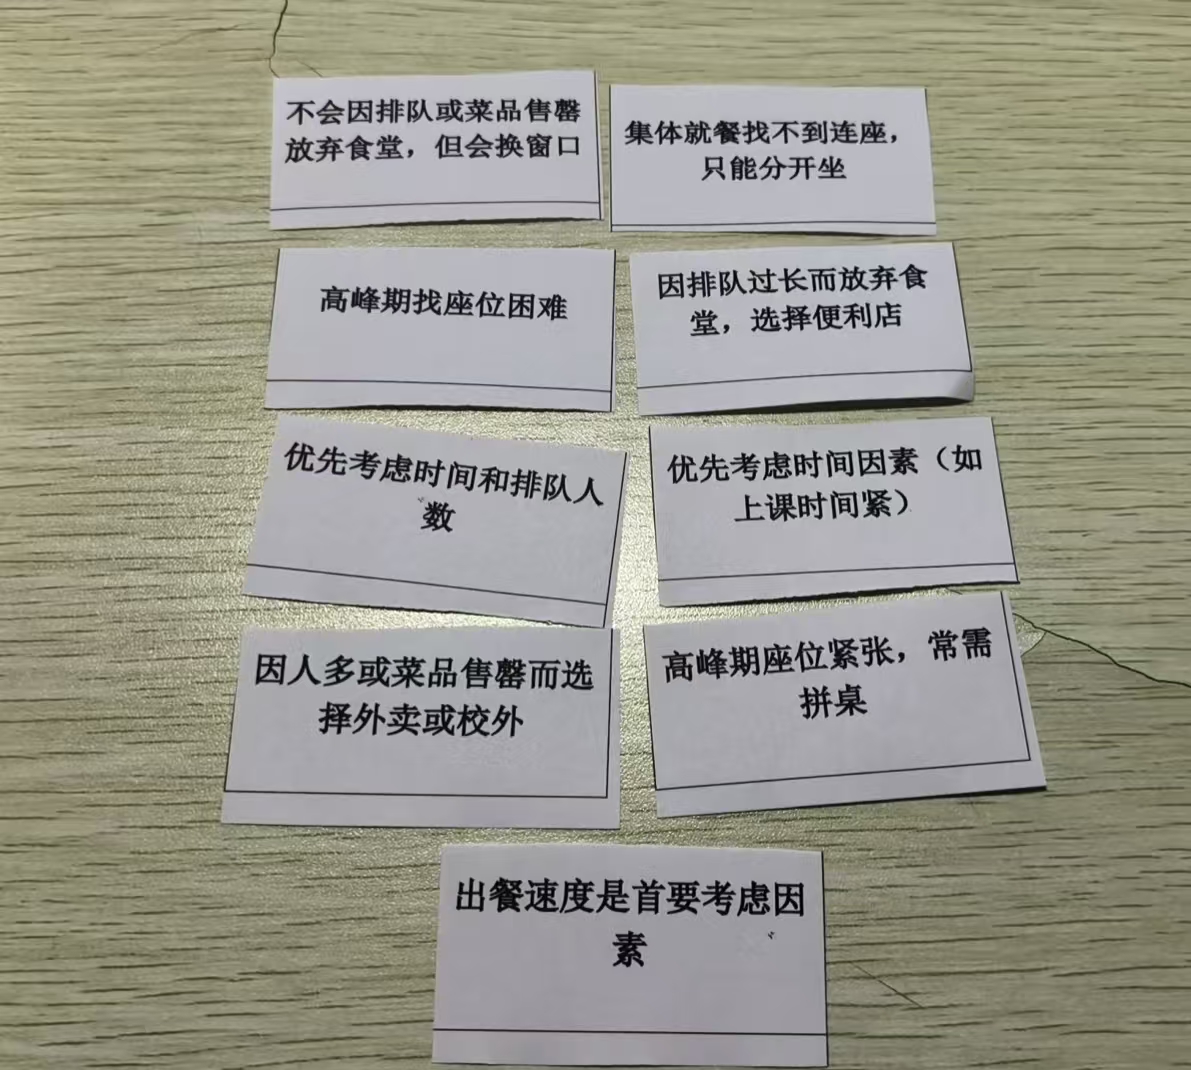 不会因排队或菜品售罄
放弃食堂，但会换窗口
集体就餐找不到连座，
只能分开坐
高峰期找座位困难
因排队过长而放弃食
堂，选择便利店
优先考虑时间和排队人
数
优先考虑时间因素（如
上课时间紧）
因人多或菜品售罄而选
择外卖或校外
高峰期座位紧张，常需
拼桌
出餐速度是首要考虑因
素